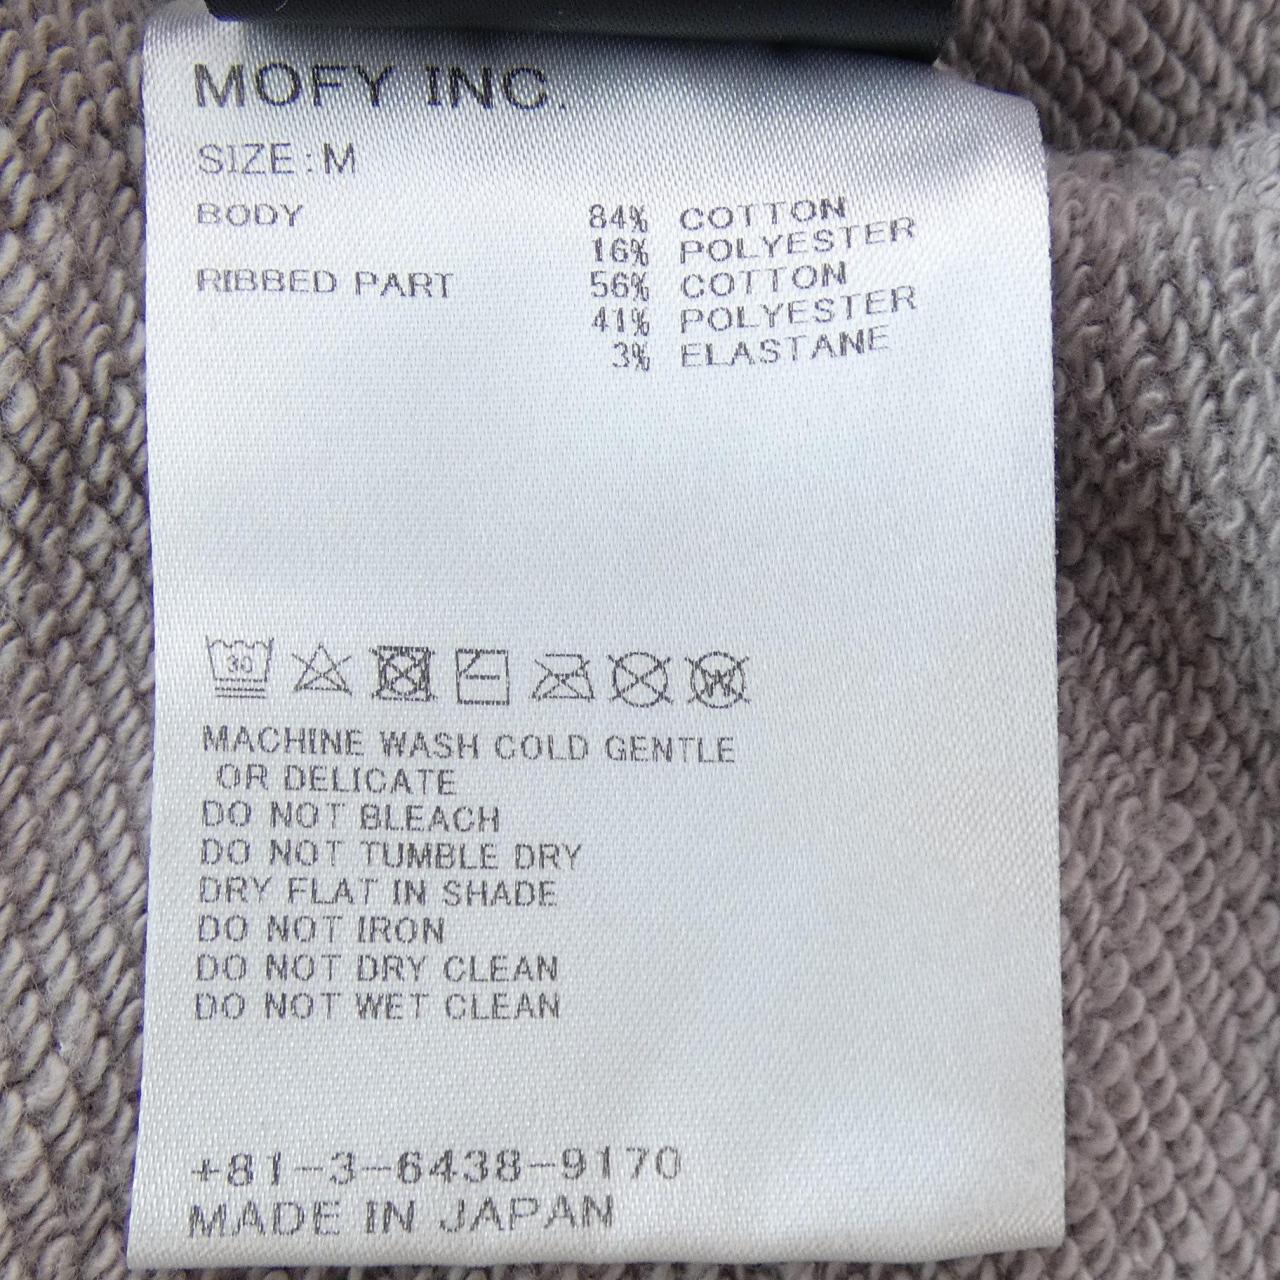 MOFY INC.
SIZE:M
BODY 84% COTTON
16% POLYESTER
RIBBED PART 56% COTTON
41% POLYESTER
3% ELASTANE
30
W
MACHINE WASH COLD GENTLE
OR DELICATE
DO NOT BLEACH
DO NOT TUMBLE DRY
DRY FLAT IN SHADE
DO NOT IRON
DO NOT DRY CLEAN
DO NOT WET CLEAN
+81-3-6438-9170
MADE IN JAPAN